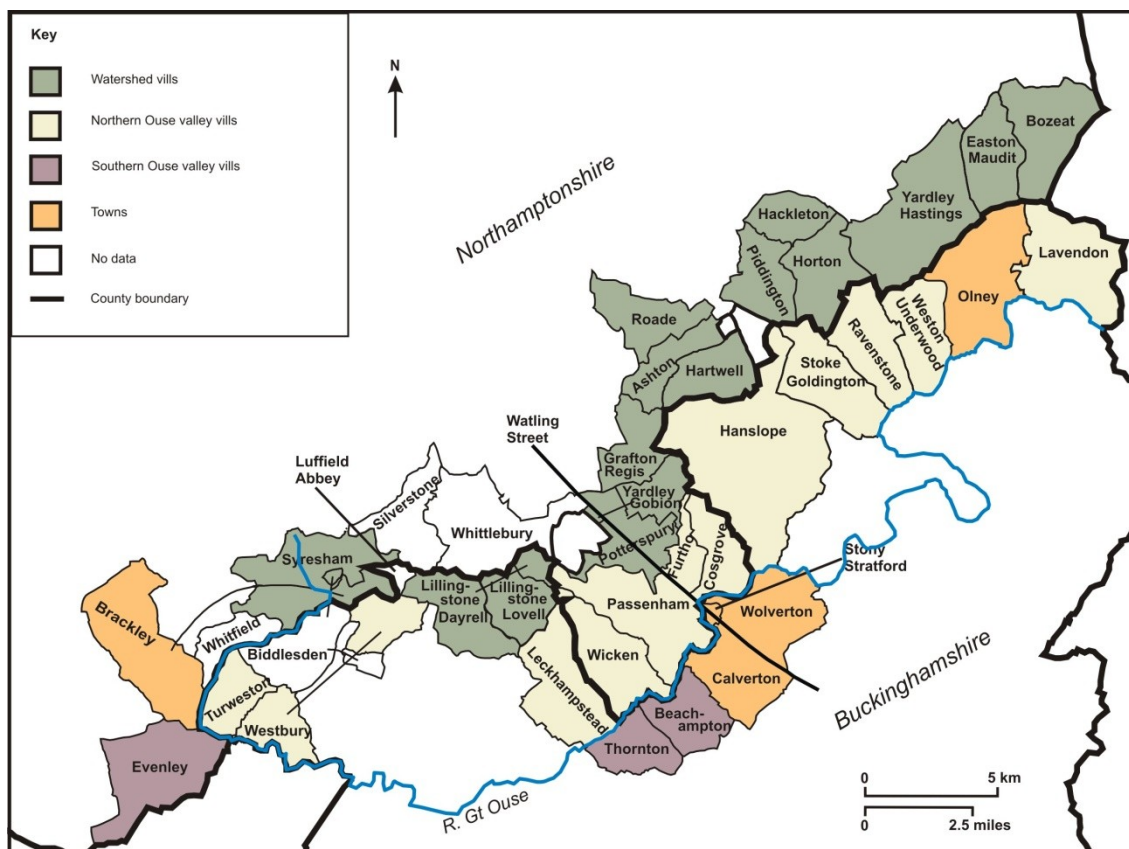 Key
Watershed vills
Northern Ouse valley vills
Southern Ouse valley vills
Towns
No data
County boundary
N
Northamptonshire
Bozeat
Easton
Maudit
Yardley
Hastings
Hackleton
Piddington
Horton
Lavendon
Olney
Weston
Underwood
Ravenstone
Stoke
Goldington
Roade
Ashton
Hartwell
Hanslope
Watling
Street
Grafton
Regis
Yardley
Gobion
Potterspury
Furtho
Cosgrove
Luffield
Abbey
Silverstone
Whittlebury
Syresham
Lilling-
stone
Dayrell
Lilling-
stone
Lovell
Stony
Stratford
Passenham
Wolverton
Brackley
Whitfield
Biddlesden
Wicken
Leckhampstead
Calverton
Turweston
Westbury
Beach-
ampton
Thornton
Evenley
Buckinghamshire
R. Gt Ouse
0 5 km
0 2.5 miles